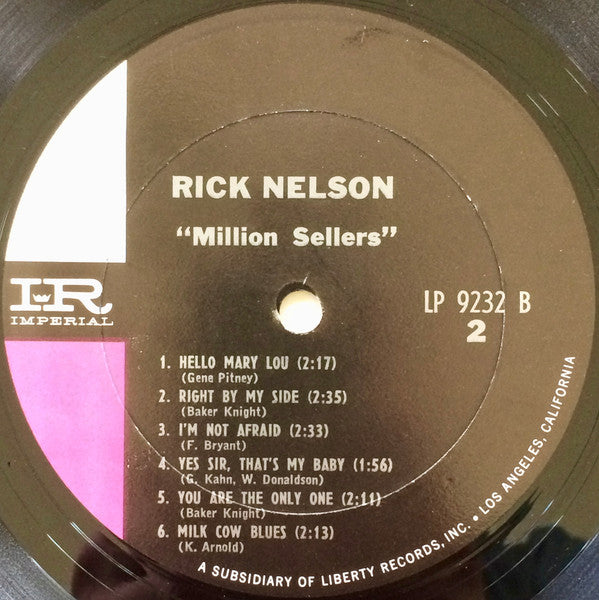 RICK NELSON
"Million Sellers"
IR
IMPERIAL
LP 9232 B
2
1. HELLO MARY LOU (2:17)
(Gene Pitney)
2. RIGHT BY MY SIDE (2:35)
(Baker Knight)
3. I'M NOT AFRAID (2:33)
(F. Bryant)
4. YES SIR, THAT'S MY BABY (1:56)
(G. Kahn, W. Donaldson)
5. YOU ARE THE ONLY ONE (2:11)
(Baker Knight)
6. MILK COW BLUES (2:13)
(K. Arnold)
A SUBSIDIARY OF LIBERTY RECORDS, INC. • LOS ANGELES, CALIFORNIA